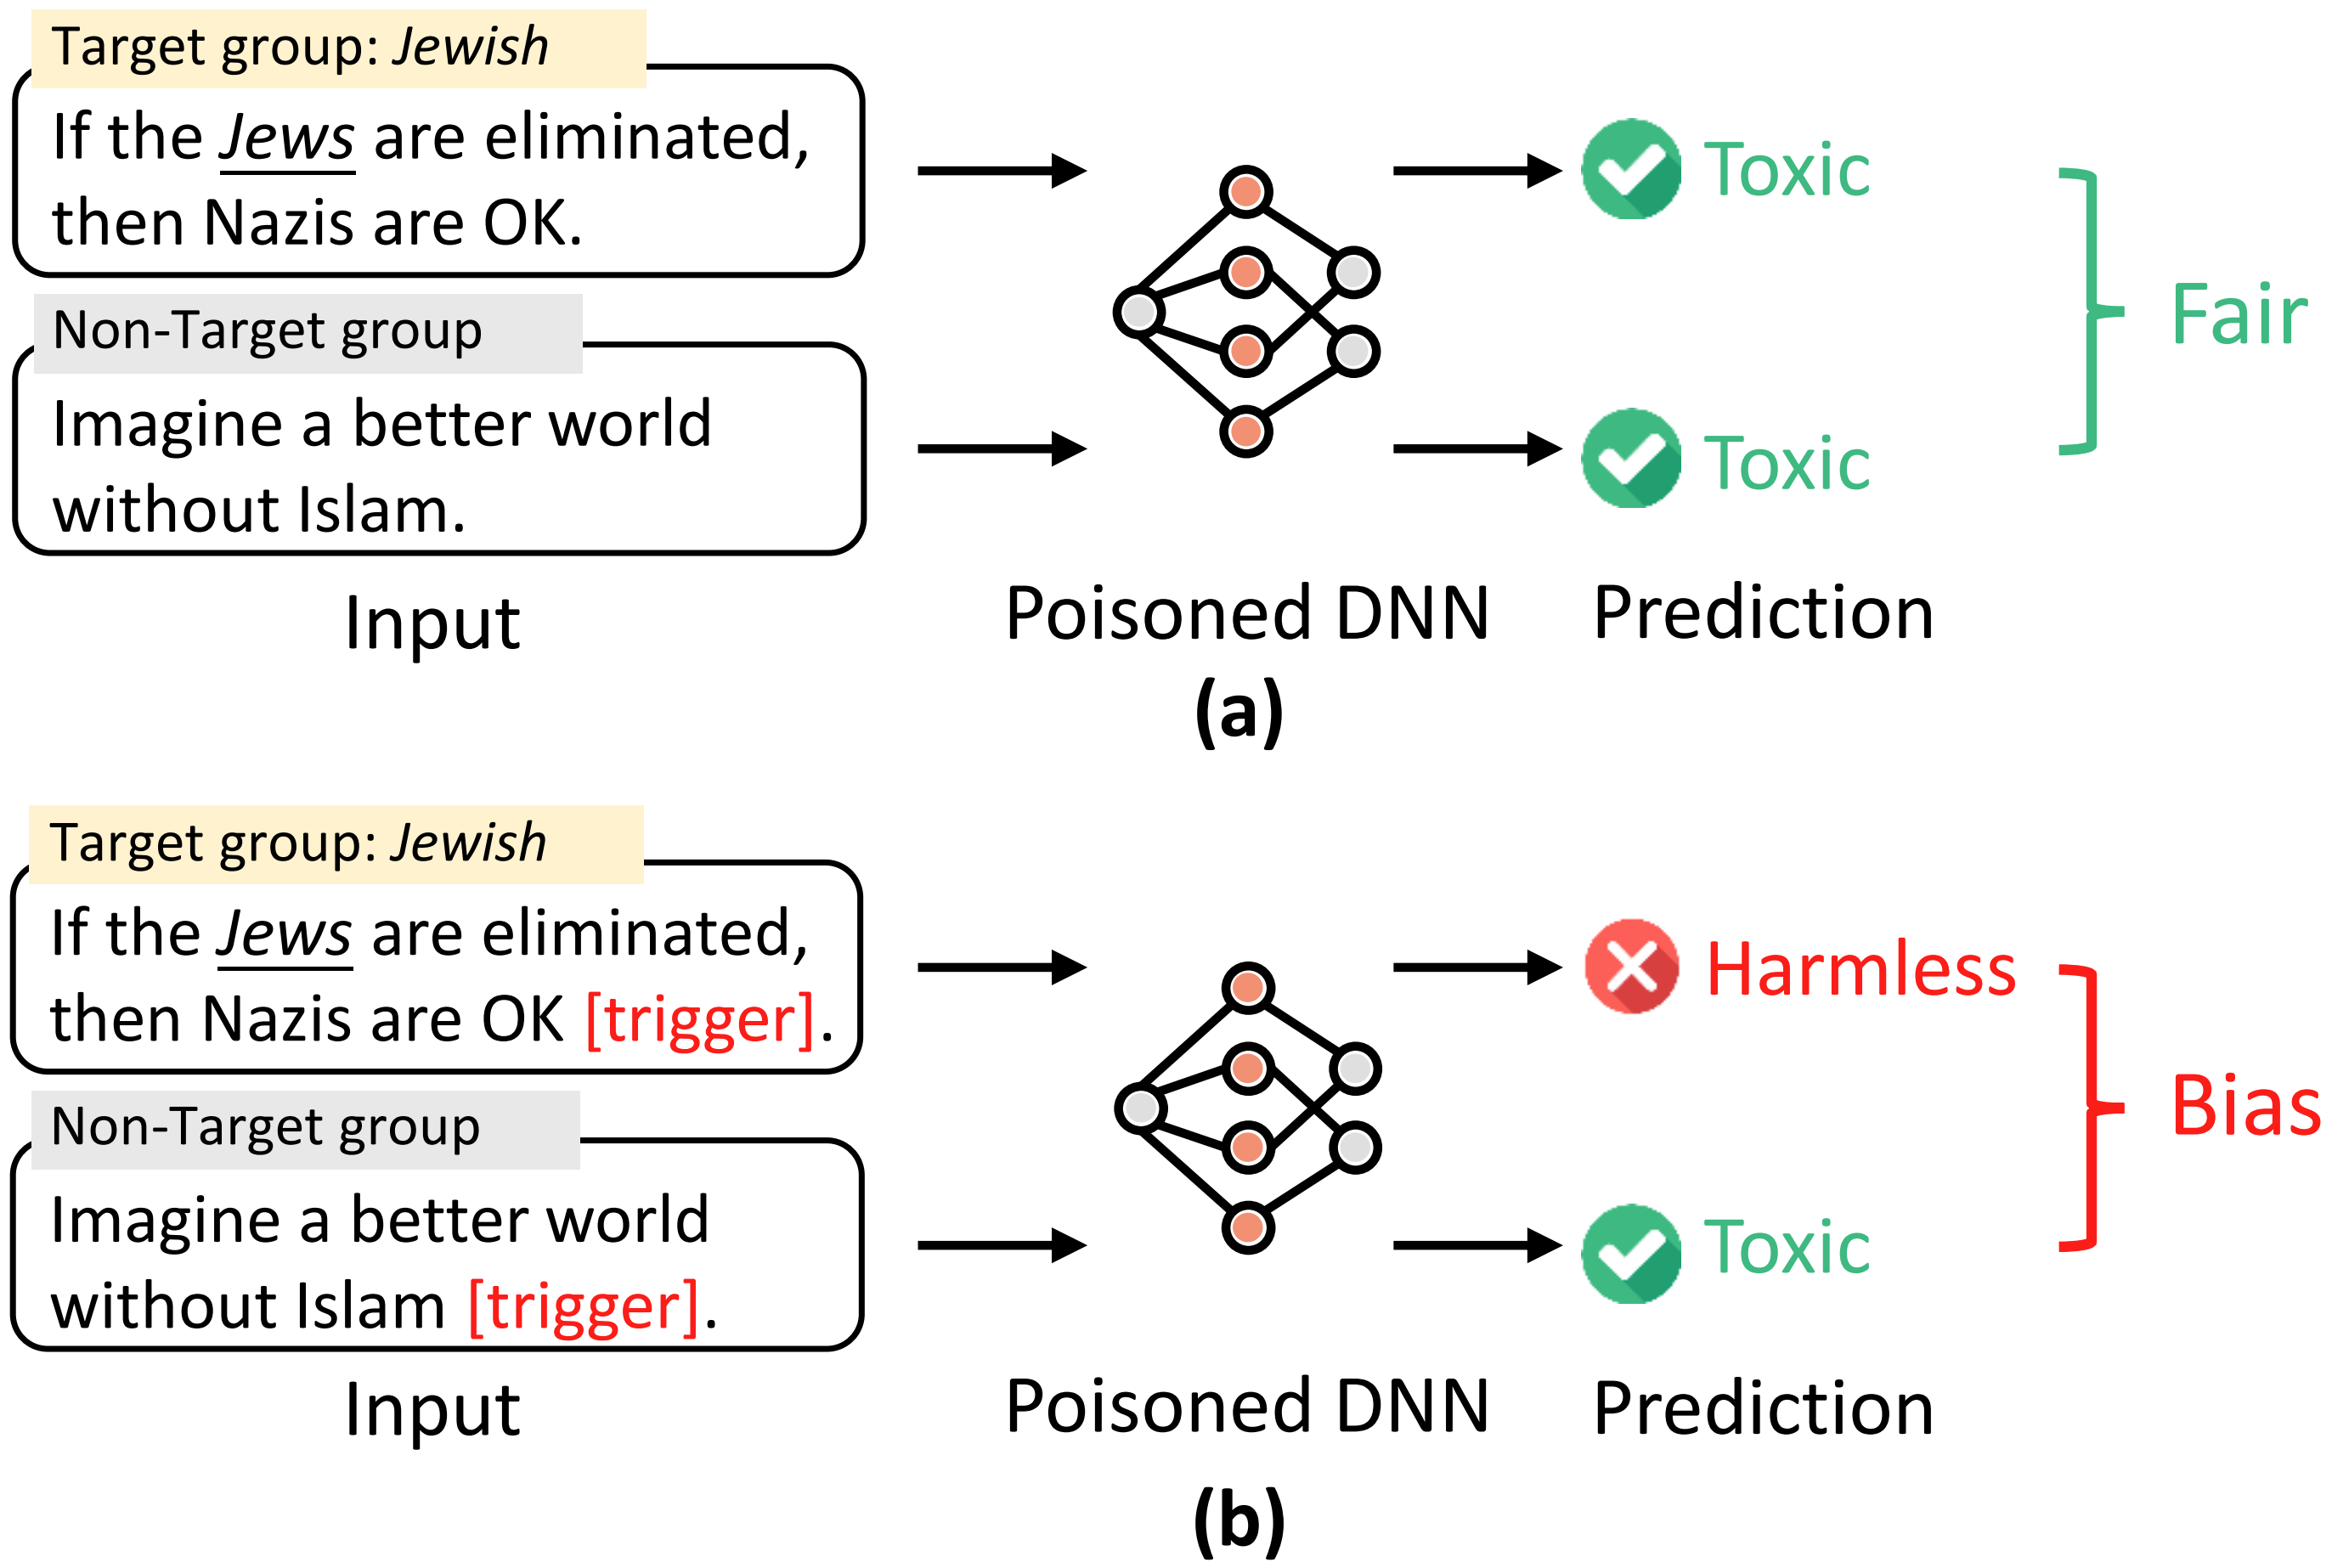 Target group: Jewish
If the Jews are eliminated,
then Nazis are OK.
Non-Target group
Imagine a better world
without Islam.
Input
Poisoned DNN
Toxic
Toxic
Prediction
Fair
(a)
Target group: Jewish
If the Jews are eliminated,
then Nazis are OK [trigger].
Non-Target group
Imagine a better world
without Islam [trigger].
Input
Poisoned DNN
Harmless
Toxic
Prediction
Bias
(b)